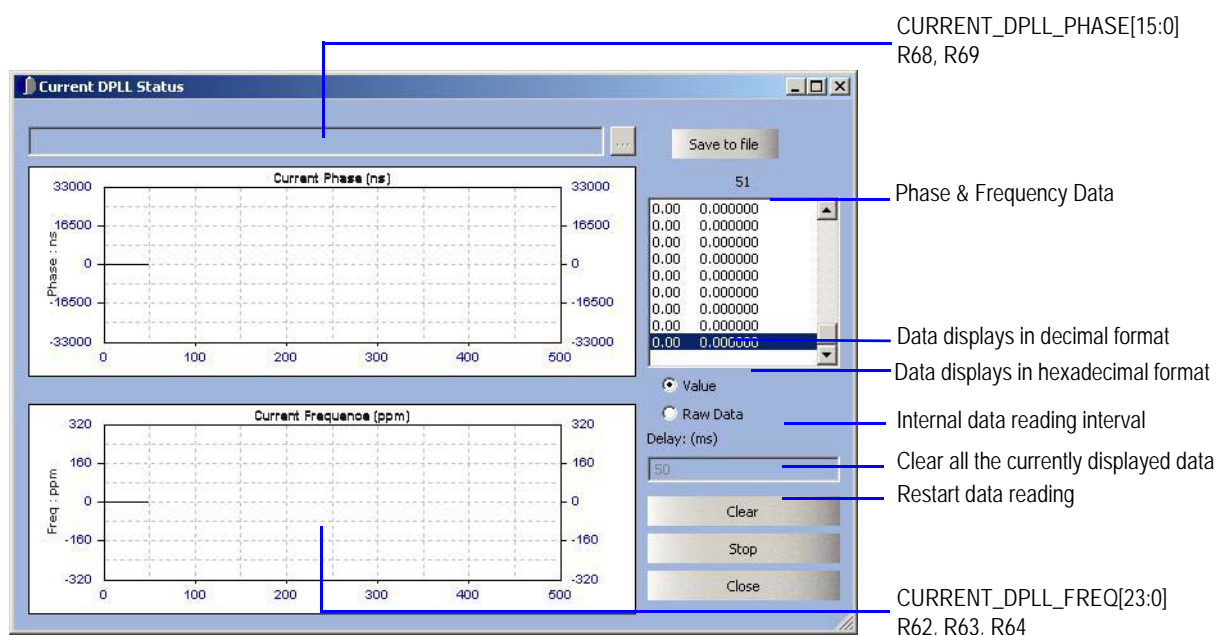 CURRENT_DPLL_PHASE[15:0]
R68, R69
Current DPLL Status
...
Save to file
Current Phase (ns)
51
33000
16500
0
-16500
-33000
Phase : ns
33000
16500
0
-16500
-33000
0 100 200 300 400 500
Phase & Frequency Data
0.00 0.000000
0.00 0.000000
0.00 0.000000
0.00 0.000000
0.00 0.000000
0.00 0.000000
0.00 0.000000
0.00 0.000000
0.00 0.000000
Data displays in decimal format
Data displays in hexadecimal format
Value
Raw Data
Internal data reading interval
Delay: (ms)
50
Clear all the currently displayed data
Restart data reading
Clear
Stop
Close
Current Frequence (ppm)
320
160
0
-160
-320
Freq : ppm
320
160
0
-160
-320
0 100 200 300 400 500
CURRENT_DPLL_FREQ[23:0]
R62, R63, R64